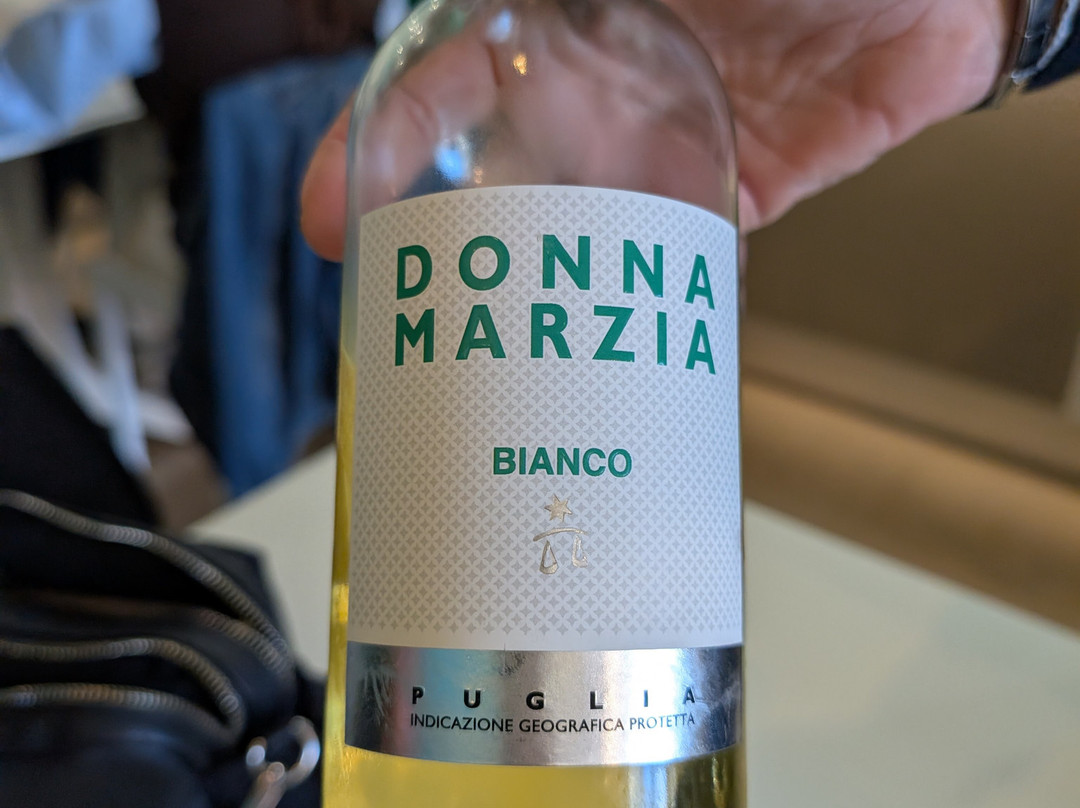 DONNA
MARZIA
BIANCO
PUGLIA
INDICAZIONE GEOGRAFICA PROTETTA